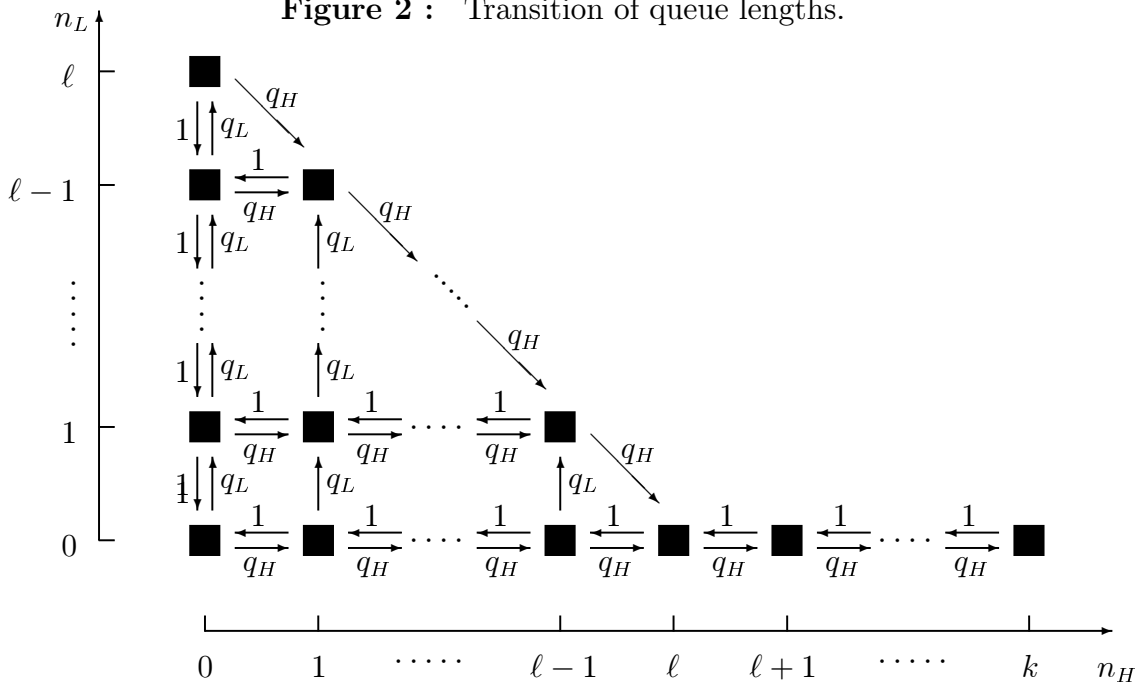 Figure 2 : Transition of queue lengths.
n_L
ℓ
q_H
1 q_L
1
ℓ − 1
q_H q_H
1 q_L q_L
⋮ ⋮ ⋮ ⋱
q_H
1 q_L q_L
1 1 1
1
q_H q_H · · · · q_H q_H
1 q_L q_L q_L
1 1 1 1 1 1 1
0
q_H q_H · · · · q_H q_H q_H q_H · · · · q_H
0 1 · · · · · ℓ − 1 ℓ ℓ + 1 · · · · · k n_H